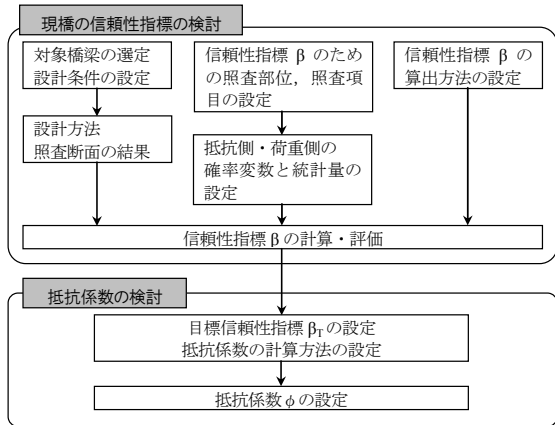 現橋の信頼性指標の検討
対象橋梁の選定
設計条件の設定
設計方法
照査断面の結果
信頼性指標 β のため
の照査部位，照査項
目の設定
抵抗側・荷重側の
確率変数と統計量の
設定
信頼性指標 β の
算出方法の設定
信頼性指標 β の計算・評価
抵抗係数の検討
目標信頼性指標 βT の設定
抵抗係数の計算方法の設定
抵抗係数 φ の設定